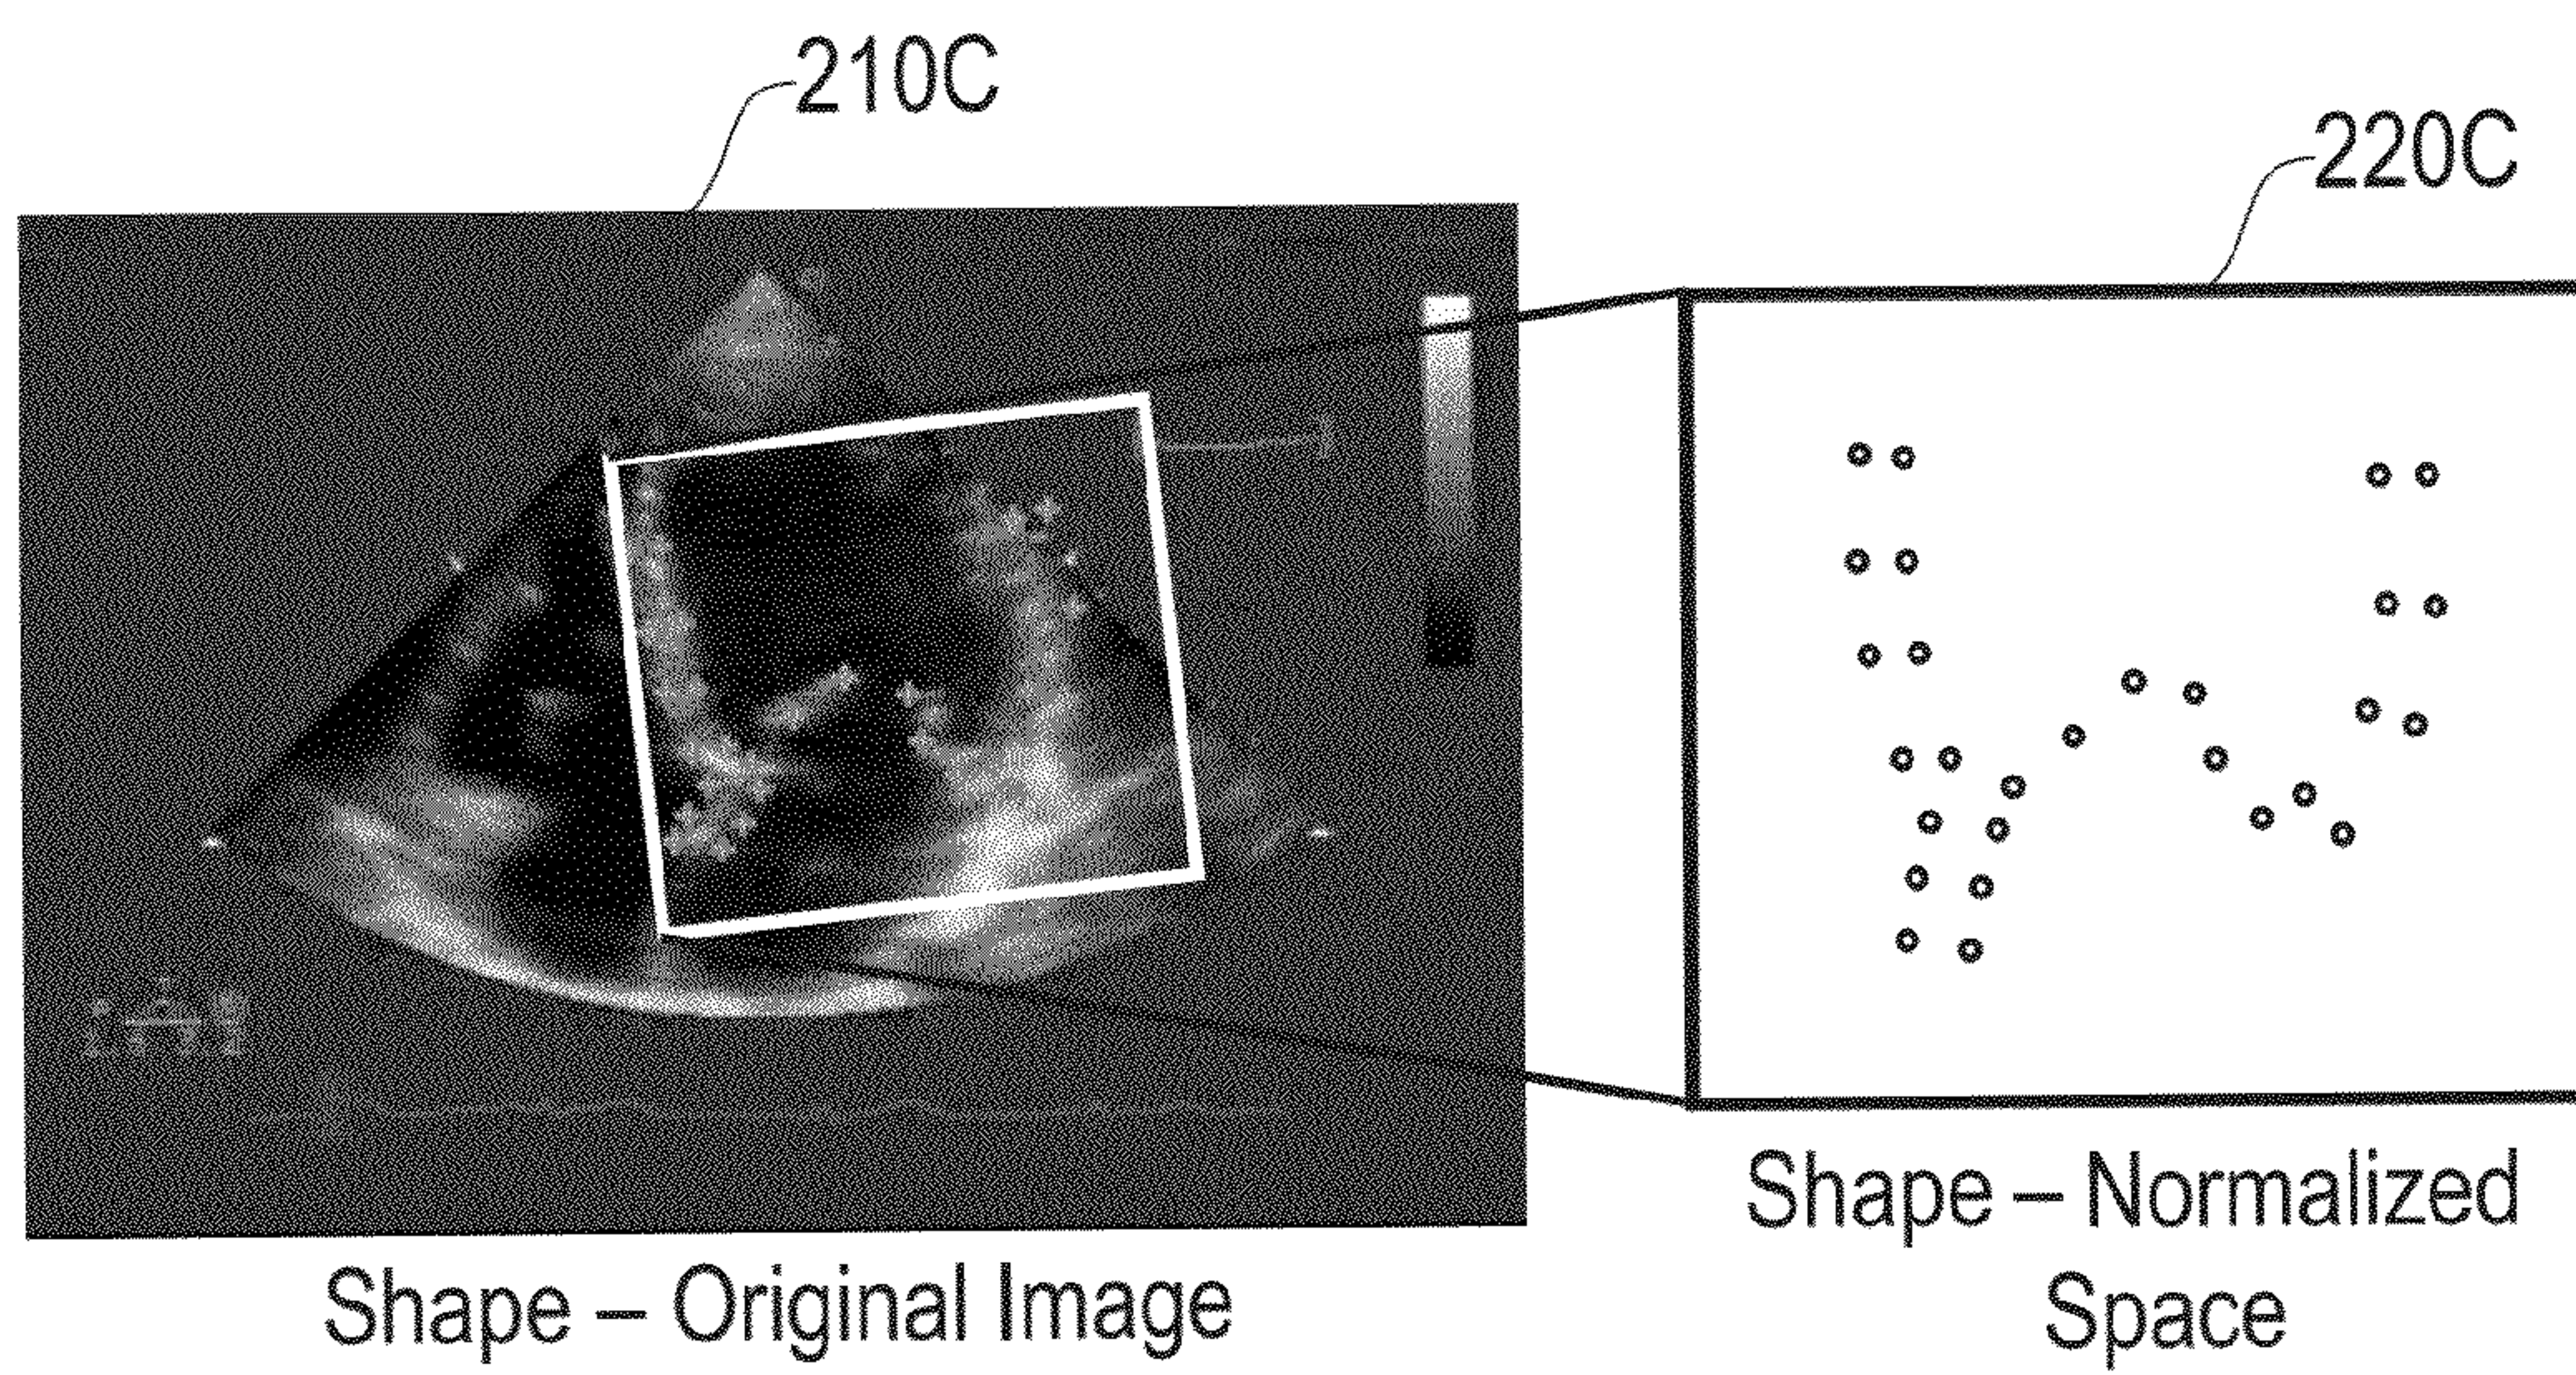 210C
220C
Shape – Original Image
Shape – Normalized
Space